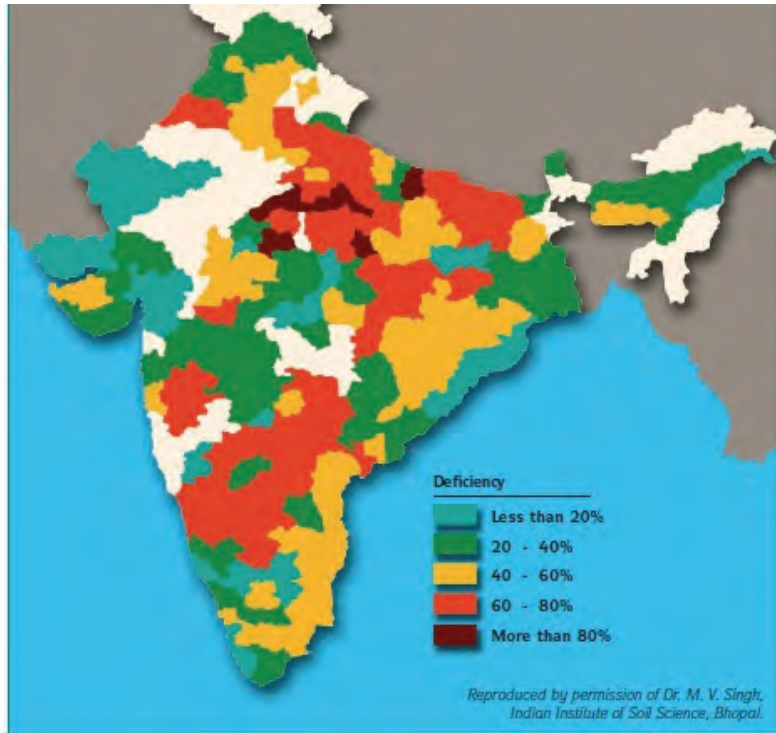 Deficiency
Less than 20%
20 - 40%
40 - 60%
60 - 80%
More than 80%
Reproduced by permission of Dr. M. V. Singh,
Indian Institute of Soil Science, Bhopal.